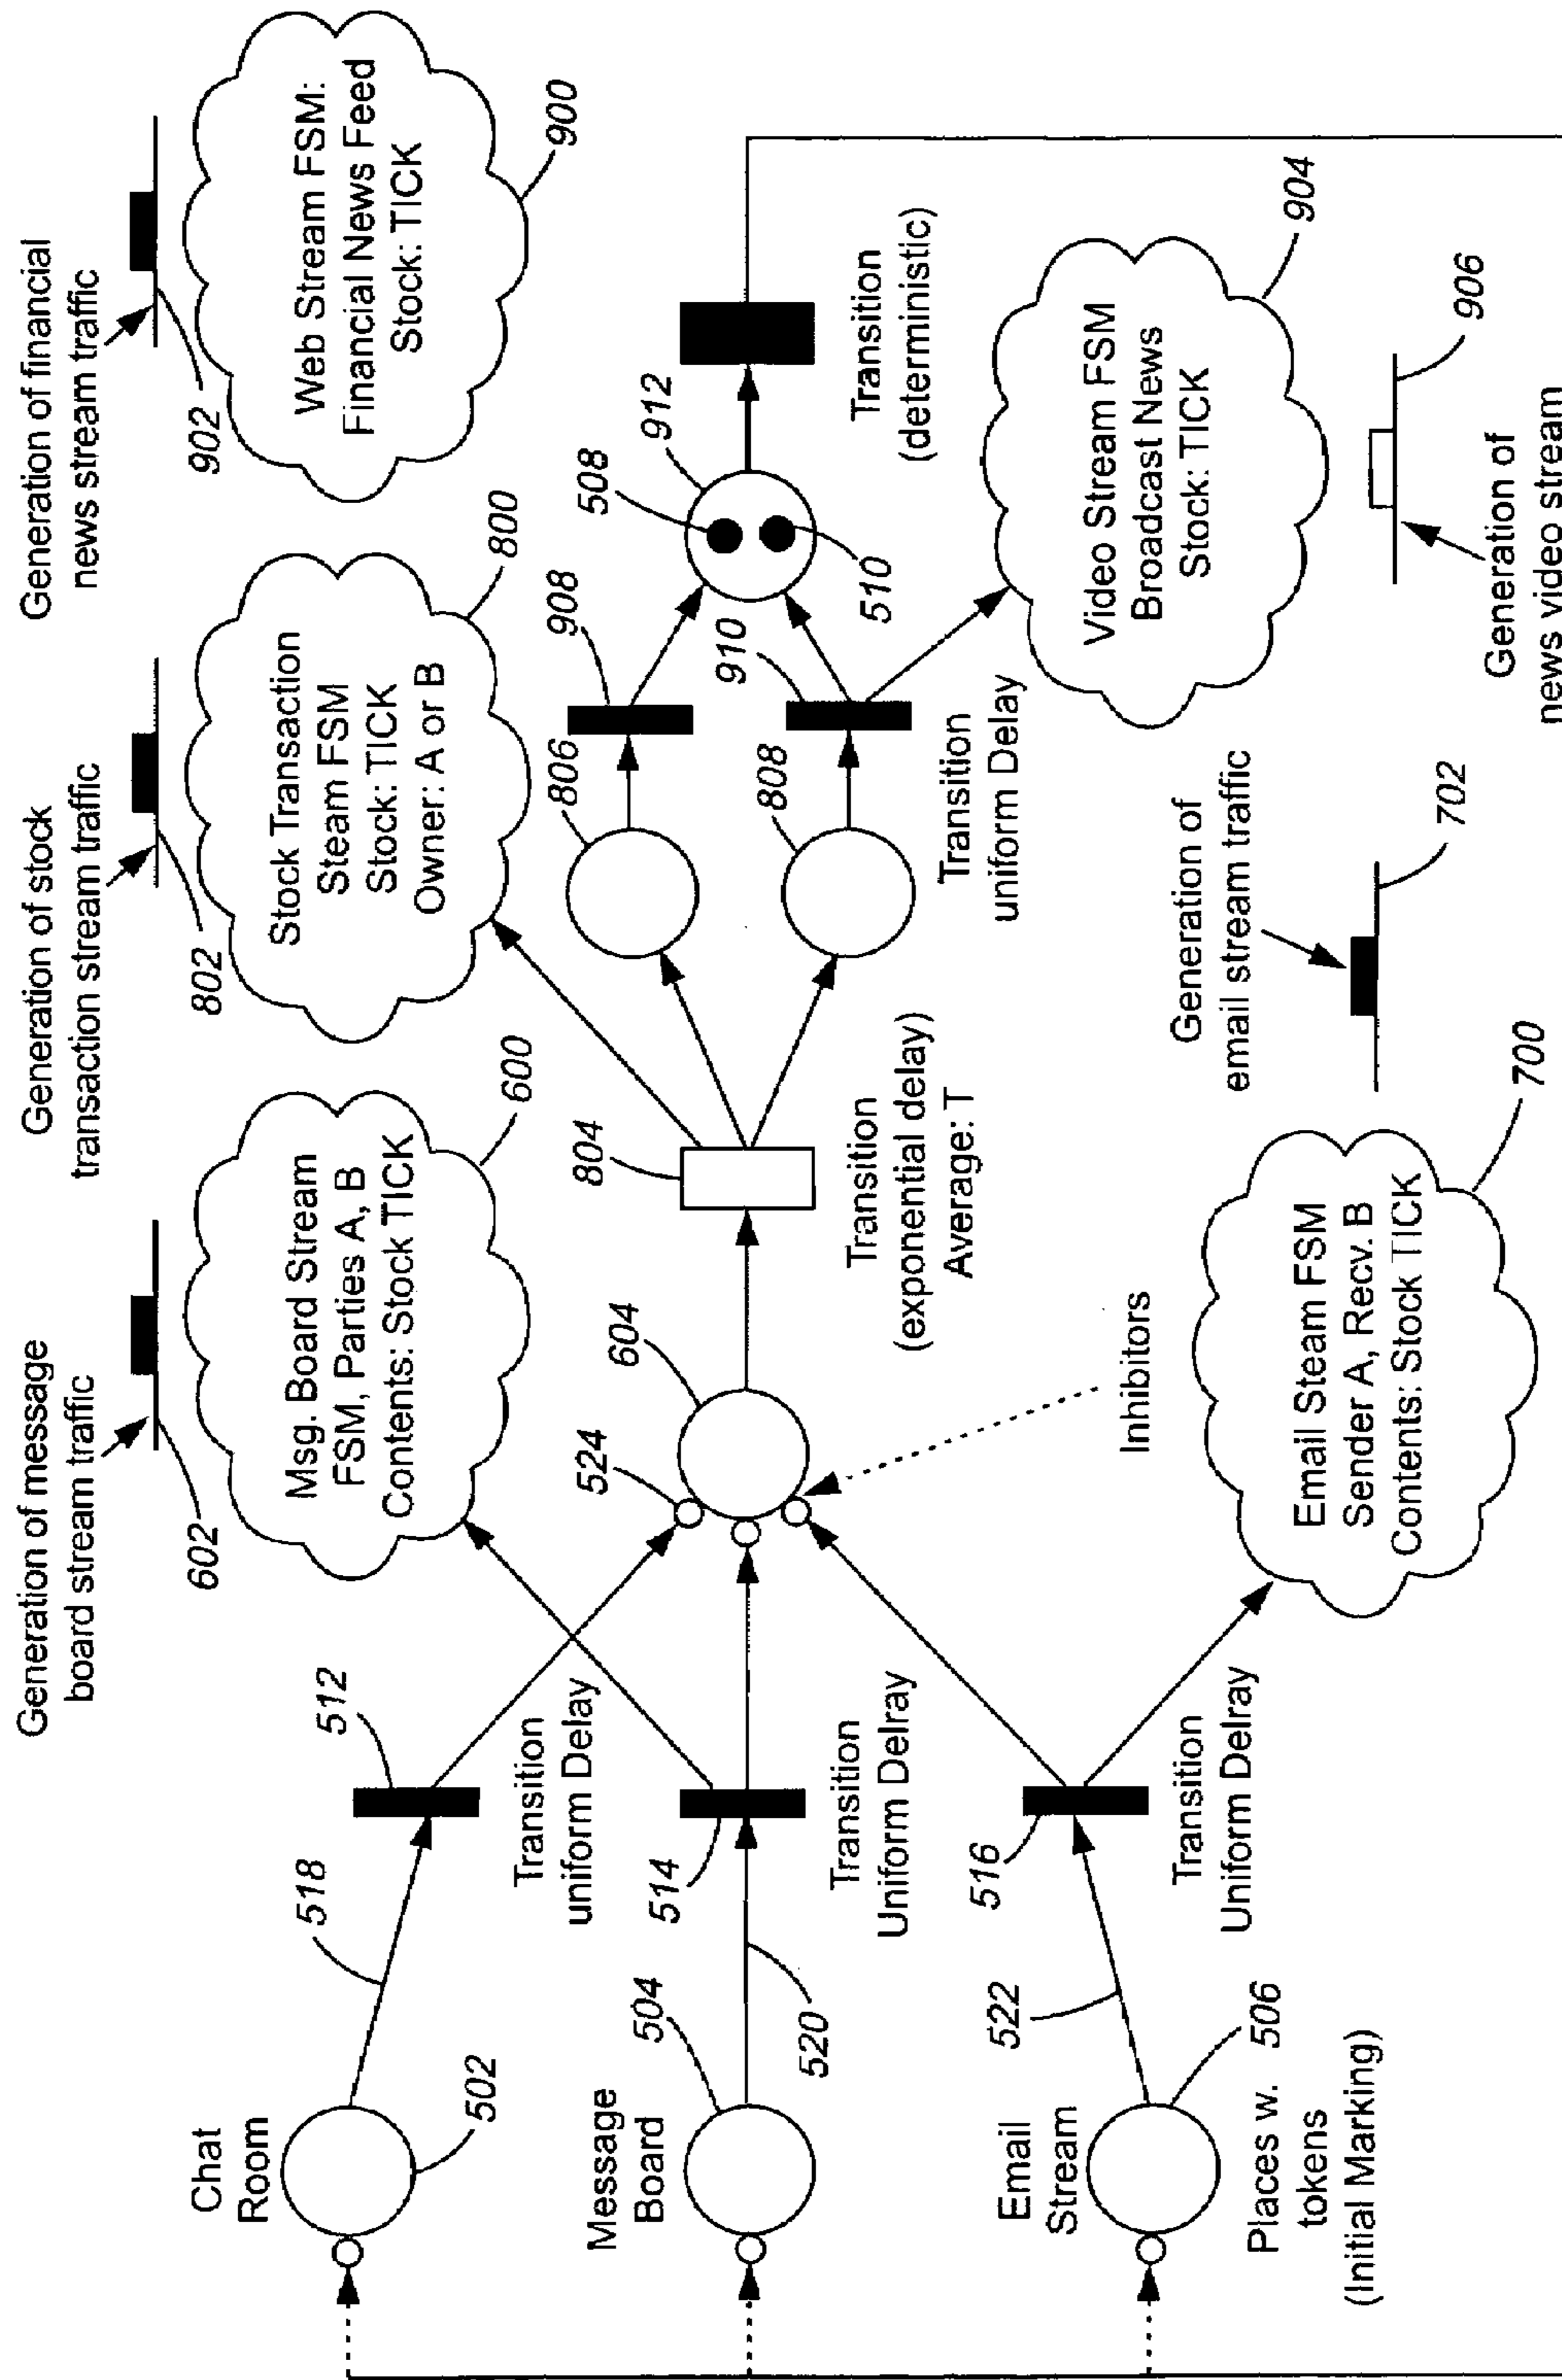 Generation of message
board stream traffic
602
Msg. Board Stream
FSM, Parties A, B
Contents: Stock TICK
600
Generation of stock
transaction stream traffic
802
Stock Transaction
Steam FSM
Stock: TICK
Owner: A or B
800
Generation of financial
news stream traffic
902
Web Stream FSM:
Financial News Feed
Stock: TICK
900
Chat
Room
502
518
512
Transition
uniform Delay
Message
Board
504
520
514
Transition
Uniform Delray
Email
Stream
506
Places w.
tokens
(Initial Marking)
522
516
Transition
Uniform Delray
524
604
Inhibitors
804
Transition
(exponential delay)
Average: T
806
808
908
910
Transition
uniform Delay
508
510
912
Transition
(deterministic)
Email Steam FSM
Sender A, Recv. B
Contents: Stock TICK
700
Generation of
email stream traffic
702
Video Stream FSM
Broadcast News
Stock: TICK
904
906
Generation of
news video stream